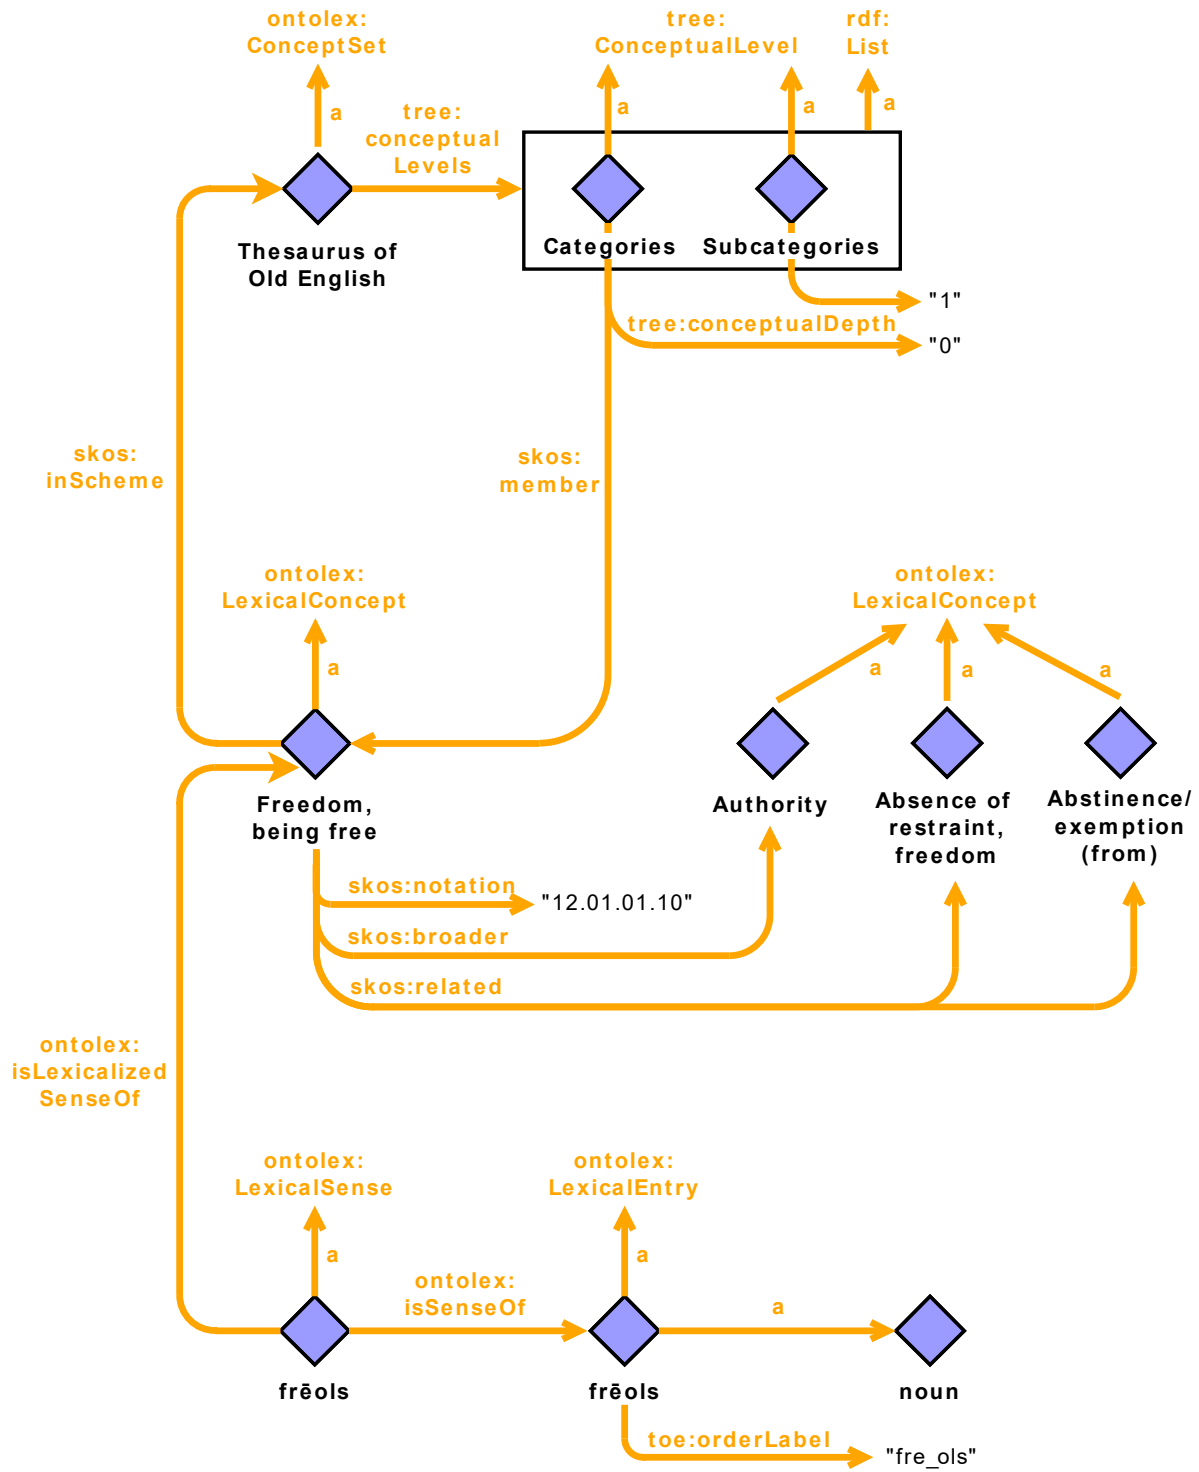 ontolex:
ConceptSet
tree:
ConceptualLevel
rdf:
List
a
a
a
a
tree:
conceptual
Levels
Thesaurus of
Old English
Categories
Subcategories
"1"
tree:conceptualDepth
"0"
skos:
inScheme
skos:
member
ontolex:
LexicalConcept
ontolex:
LexicalConcept
a
a
a
a
Freedom,
being free
Authority
Absence of
restraint,
freedom
Abstinence/
exemption
(from)
skos:notation
"12.01.01.10"
skos:broader
skos:related
ontolex:
isLexicalized
SenseOf
ontolex:
LexicalSense
ontolex:
LexicalEntry
a
a
ontolex:
isSenseOf
a
frēols
frēols
noun
toe:orderLabel
"fre_ols"